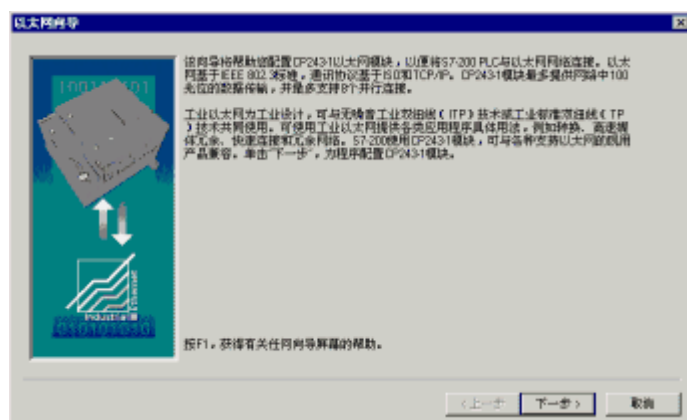 以太网向导
该向导将帮助您配置CP243-1以太网模块，以便将S7-200 PLC与以太网网络连接。以太
网基于IEEE 802.3标准，通讯协议基于ISO和TCP/IP。CP243-1模块最多提供网络中100
兆位的数据传输，并最多支持8个并行连接。
工业以太网为工业设计，可与无噪音工业双绞线( ITP )技术或工业标准双绞线( TP
)技术共同使用。可使用工业以太网提供各类应用程序具体用法，例如转换、高速媒
体冗余、快速连接和冗余网络。S7-200使用CP243-1模块，可与各种支持以太网的现用
产品兼容。单击“下一步”，为程序配置CP243-1模块。
Industrial
Ethernet
010101010
按F1，获得有关任何向导屏幕的帮助。
<上一步
下一步>
取消